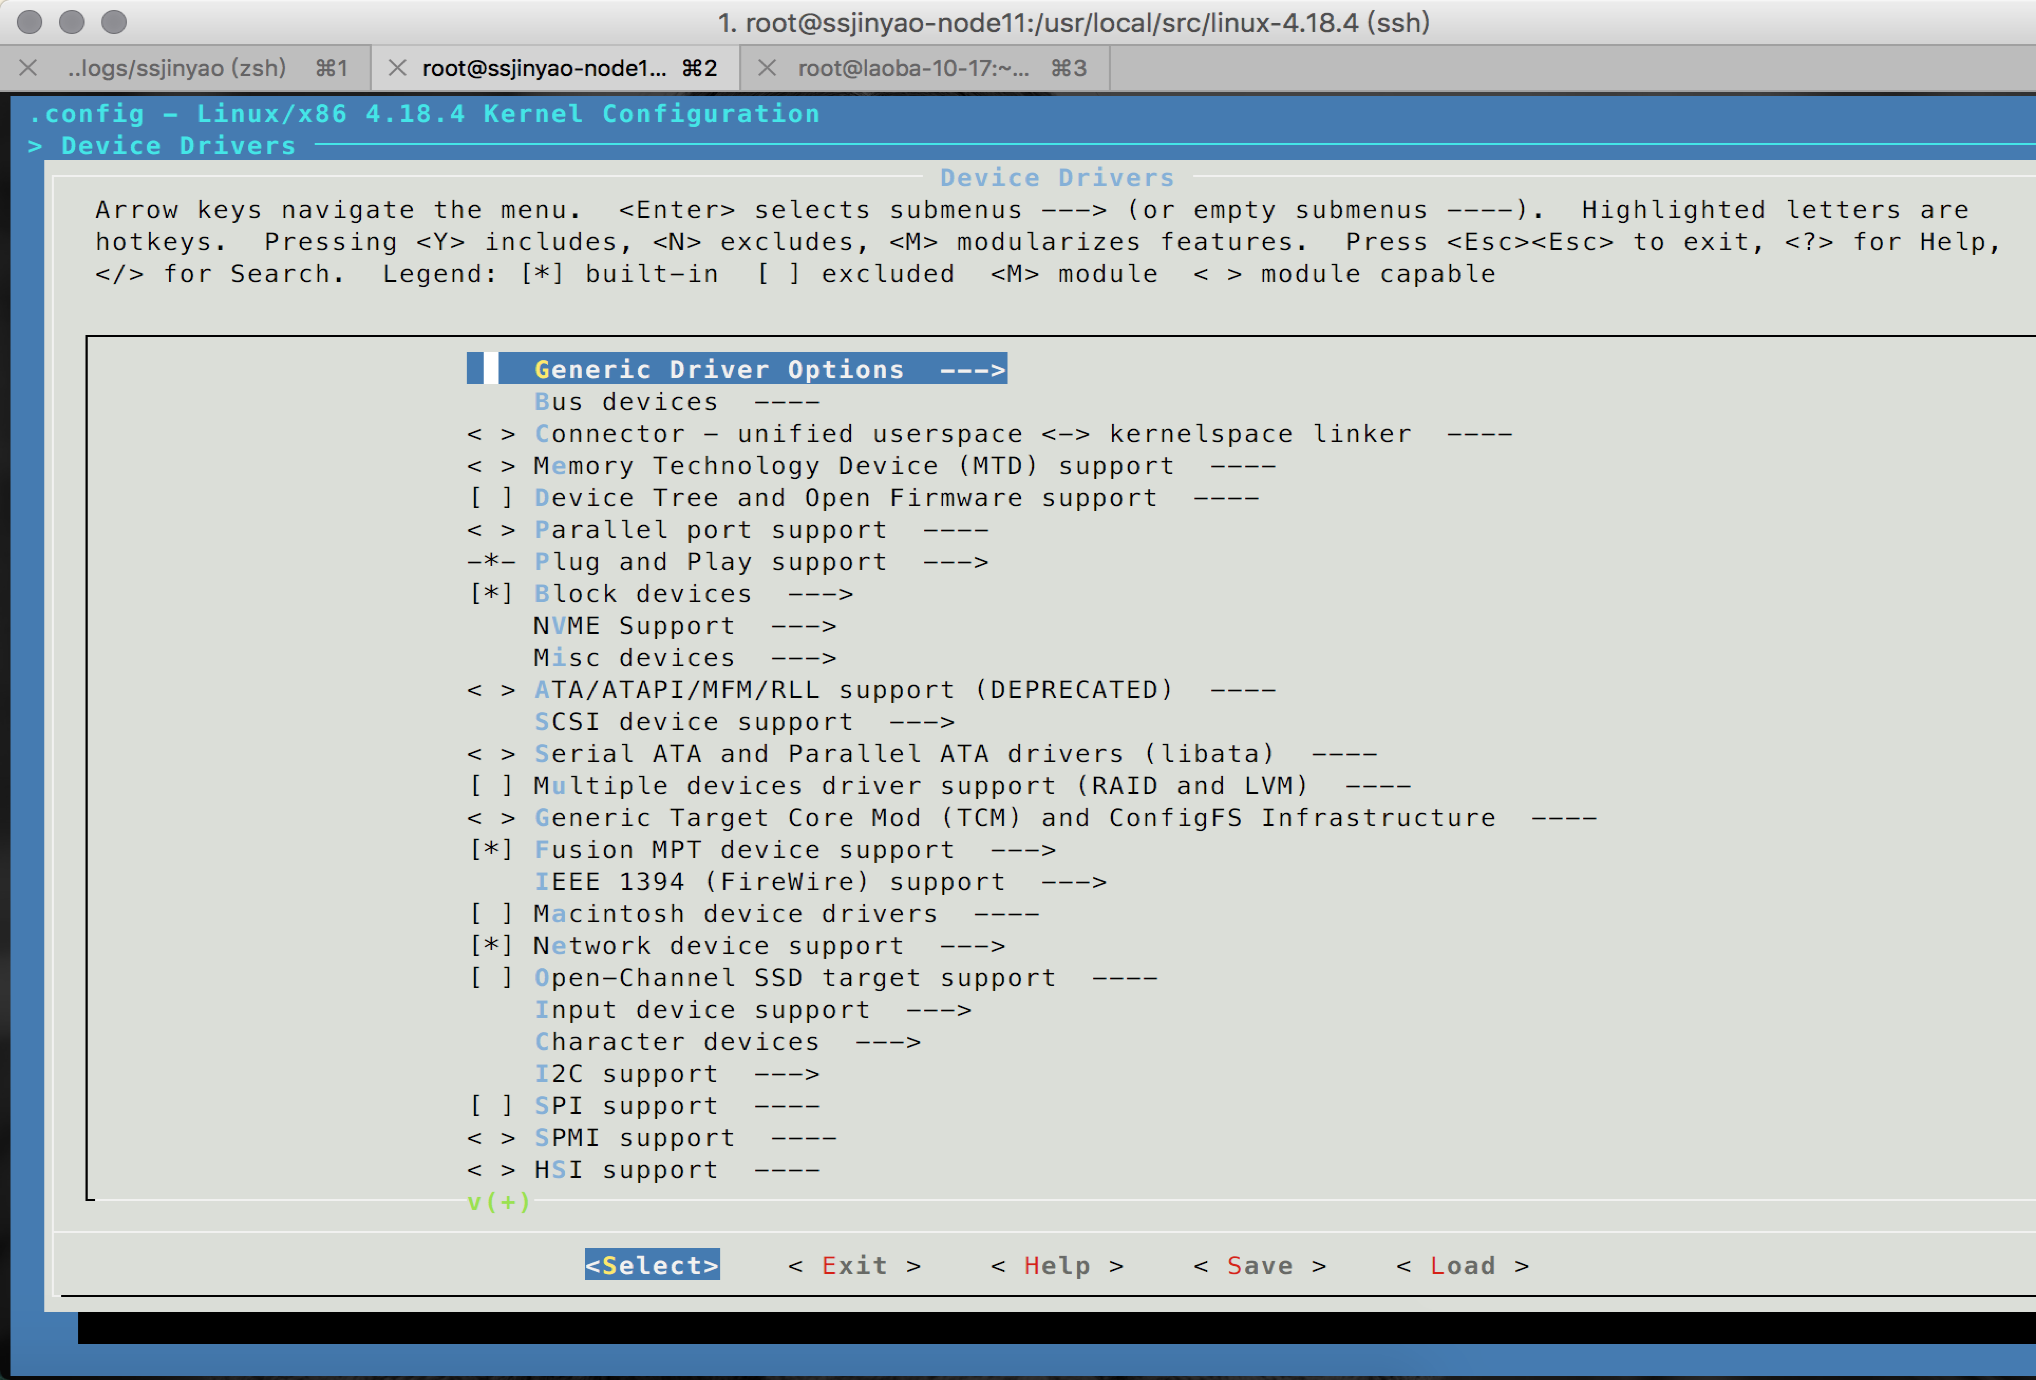 1. root@ssjinyao-node11:/usr/local/src/linux-4.18.4 (ssh)
..logs/ssjinyao (zsh) ⌘1 root@ssjinyao-node1... ⌘2 root@laoba-10-17:~... ⌘3
.config - Linux/x86 4.18.4 Kernel Configuration
> Device Drivers
Device Drivers
Arrow keys navigate the menu.  <Enter> selects submenus ---> (or empty submenus ----).  Highlighted letters are
hotkeys.  Pressing <Y> includes, <N> excludes, <M> modularizes features.  Press <Esc><Esc> to exit, <?> for Help,
</> for Search.  Legend: [*] built-in  [ ] excluded  <M> module  < > module capable
Generic Driver Options  --->
Bus devices  ----
< > Connector - unified userspace <-> kernelspace linker  ----
< > Memory Technology Device (MTD) support  ----
[ ] Device Tree and Open Firmware support  ----
< > Parallel port support  ----
-*- Plug and Play support  --->
[*] Block devices  --->
NVME Support  --->
Misc devices  --->
< > ATA/ATAPI/MFM/RLL support (DEPRECATED)  ----
SCSI device support  --->
< > Serial ATA and Parallel ATA drivers (libata)  ----
[ ] Multiple devices driver support (RAID and LVM)  ----
< > Generic Target Core Mod (TCM) and ConfigFS Infrastructure  ----
[*] Fusion MPT device support  --->
IEEE 1394 (FireWire) support  --->
[ ] Macintosh device drivers  ----
[*] Network device support  --->
[ ] Open-Channel SSD target support  ----
Input device support  --->
Character devices  --->
I2C support  --->
[ ] SPI support  ----
< > SPMI support  ----
< > HSI support  ----
v(+)
<Select>    < Exit >    < Help >    < Save >    < Load >